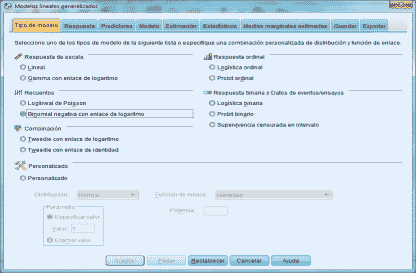 Modelos lineales generalizados
Tipo de modelo Respuesta Predictores Modelo Estimación Estadísticos Medias marginales estimadas Guardar Exportar
Seleccione uno de los tipos de modelo de la siguiente lista o especifique una combinación personalizada de distribución y función de enlace.
Respuesta de escala
Lineal
Gamma con enlace de logaritmo
Respuesta ordinal
Logística ordinal
Probit ordinal
Recuentos
Loglineal de Poisson
Binomial negativa con enlace de logaritmo
Respuesta binaria o Datos de eventos/ensayos
Logística binaria
Probit binario
Supervivencia censurada en intervalo
Combinación
Tweedie con enlace de logaritmo
Tweedie con enlace de identidad
Personalizado
Personalizado
Distribución: Normal Función de enlace: Identidad
Parámetro
Especificar valor
Valor: 1
Estimar valor
Potencia:
Aceptar Pegar Restablecer Cancelar Ayuda